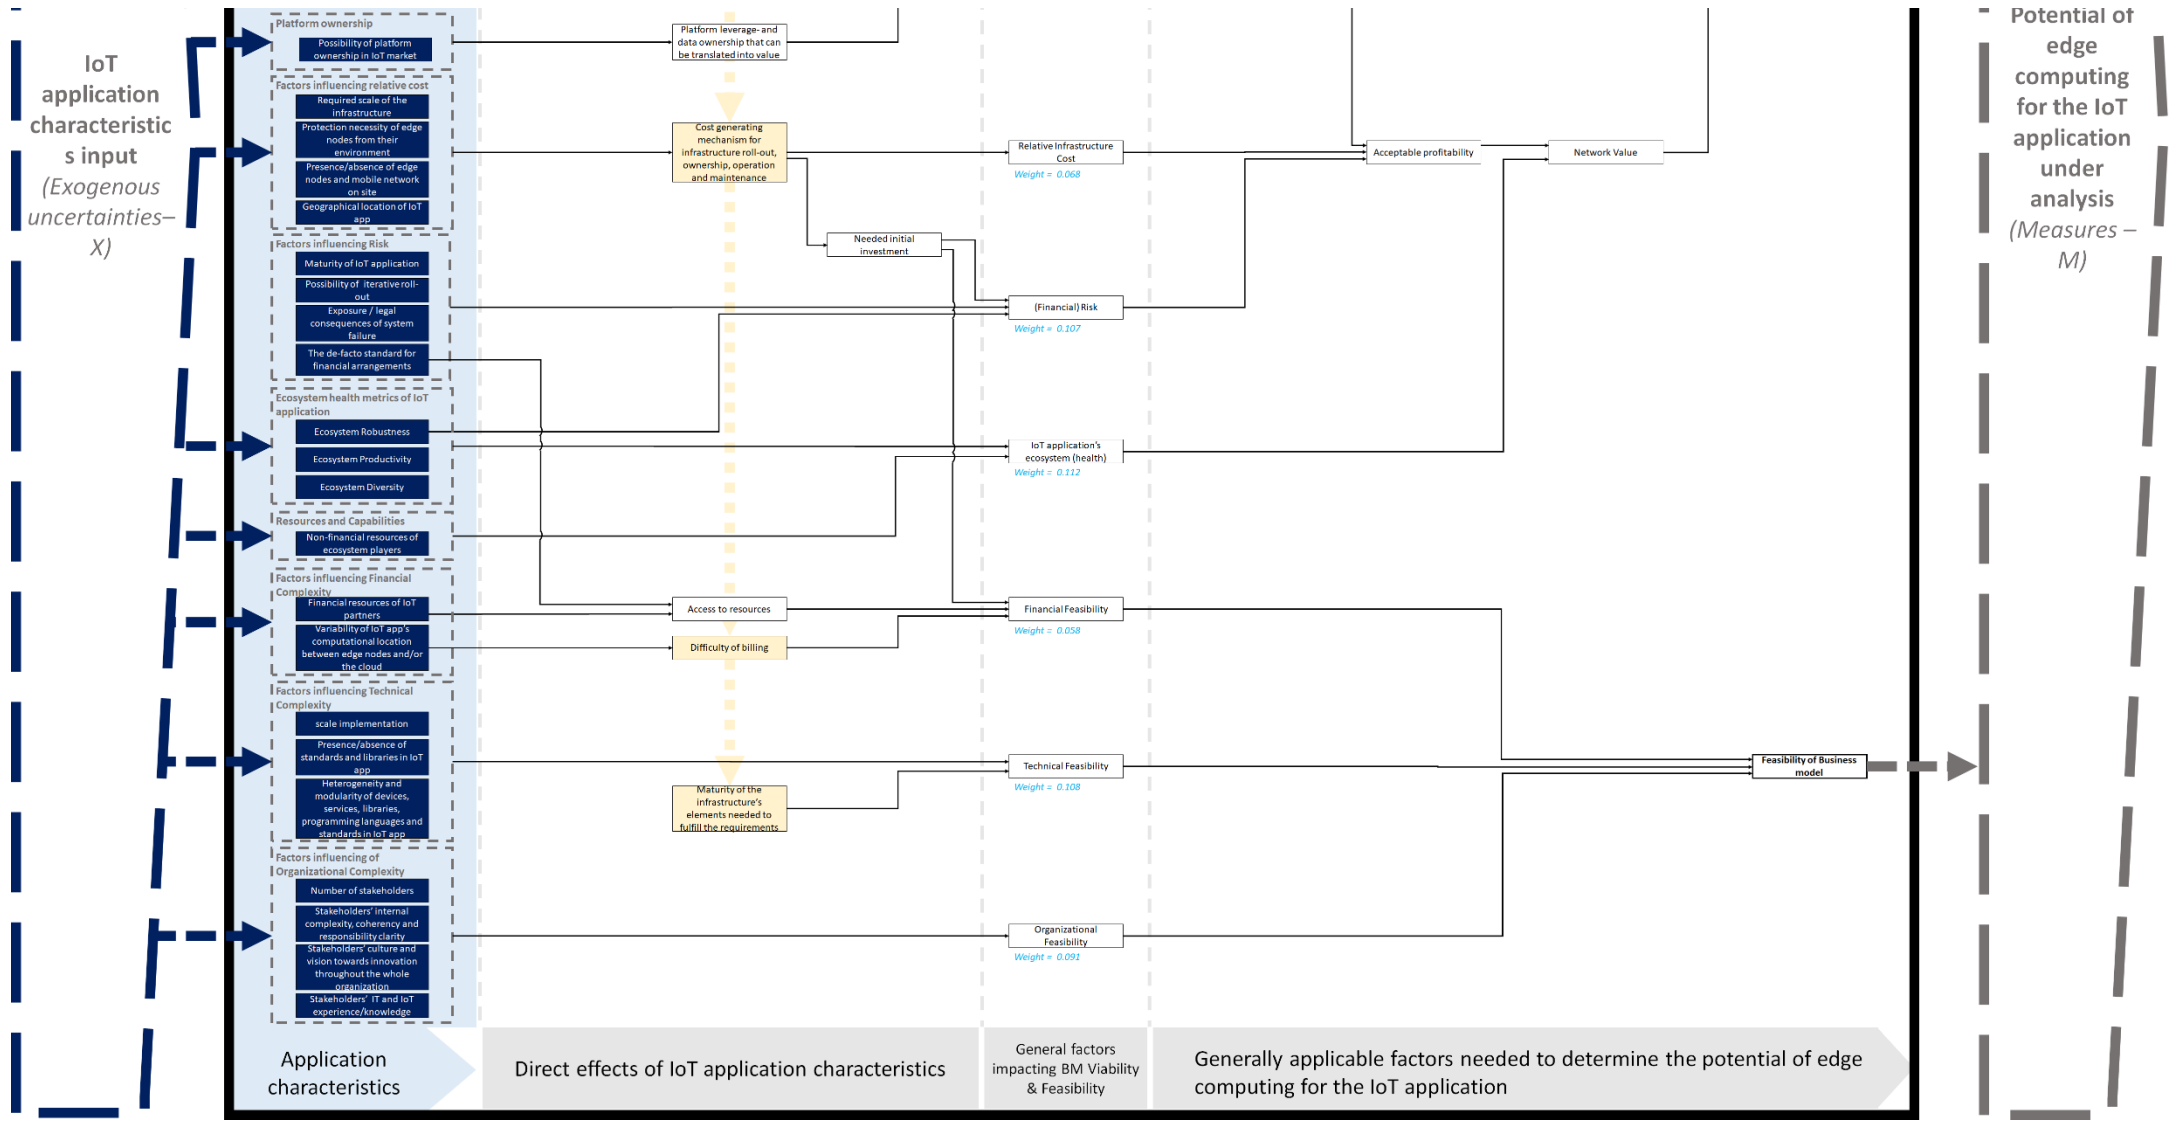 IoT
application
characteristic
s input
(Exogenous
uncertainties–
X)
Platform ownership
Possibility of platform
ownership in IoT market
Factors influencing relative cost
Required scale of the
infrastructure
Protection necessity of edge
nodes from their
environment
Presence/absence of edge
nodes and mobile network
on site
Geographical location of IoT
app
Factors influencing Risk
Maturity of IoT application
Possibility of iterative roll-
out
Exposure / legal
consequences of system
failure
The de-facto standard for
financial arrangements
Ecosystem health metrics of IoT
application
Ecosystem Robustness
Ecosystem Productivity
Ecosystem Diversity
Resources and Capabilities
Non-financial resources of
ecosystem players
Factors influencing Financial
Complexity
Financial resources of IoT
partners
Variability of IoT app's
computational location
between edge nodes and/or
the cloud
Factors influencing Technical
Complexity
scale implementation
Presence/absence of
standards and libraries in IoT
app
Heterogeneity and
modularity of devices,
services, libraries,
programming languages and
standards in IoT app
Factors influencing of
Organizational Complexity
Number of stakeholders
Stakeholders' internal
complexity, coherency and
responsibility clarity
Stakeholders' culture and
vision towards innovation
throughout the whole
organization
Stakeholders' IT and IoT
experience/knowledge
Platform leverage- and
data ownership that can
be translated into value
Cost generating
mechanism for
infrastructure roll-out,
ownership, operation
and maintenance
Needed initial
investment
Access to resources
Difficulty of billing
Maturity of the
infrastructure's
elements needed to
fulfill the requirements
Relative Infrastructure
Cost
Weight = 0.068
(Financial) Risk
Weight = 0.107
IoT application's
ecosystem (health)
Weight = 0.112
Financial Feasibility
Weight = 0.058
Technical Feasibility
Weight = 0.108
Organizational
Feasibility
Weight = 0.091
Acceptable profitability
Network Value
Feasibility of Business
model
Potential of
edge
computing
for the IoT
application
under
analysis
(Measures –
M)
Application
characteristics
Direct effects of IoT application characteristics
General factors
impacting BM Viability
& Feasibility
Generally applicable factors needed to determine the potential of edge
computing for the IoT application